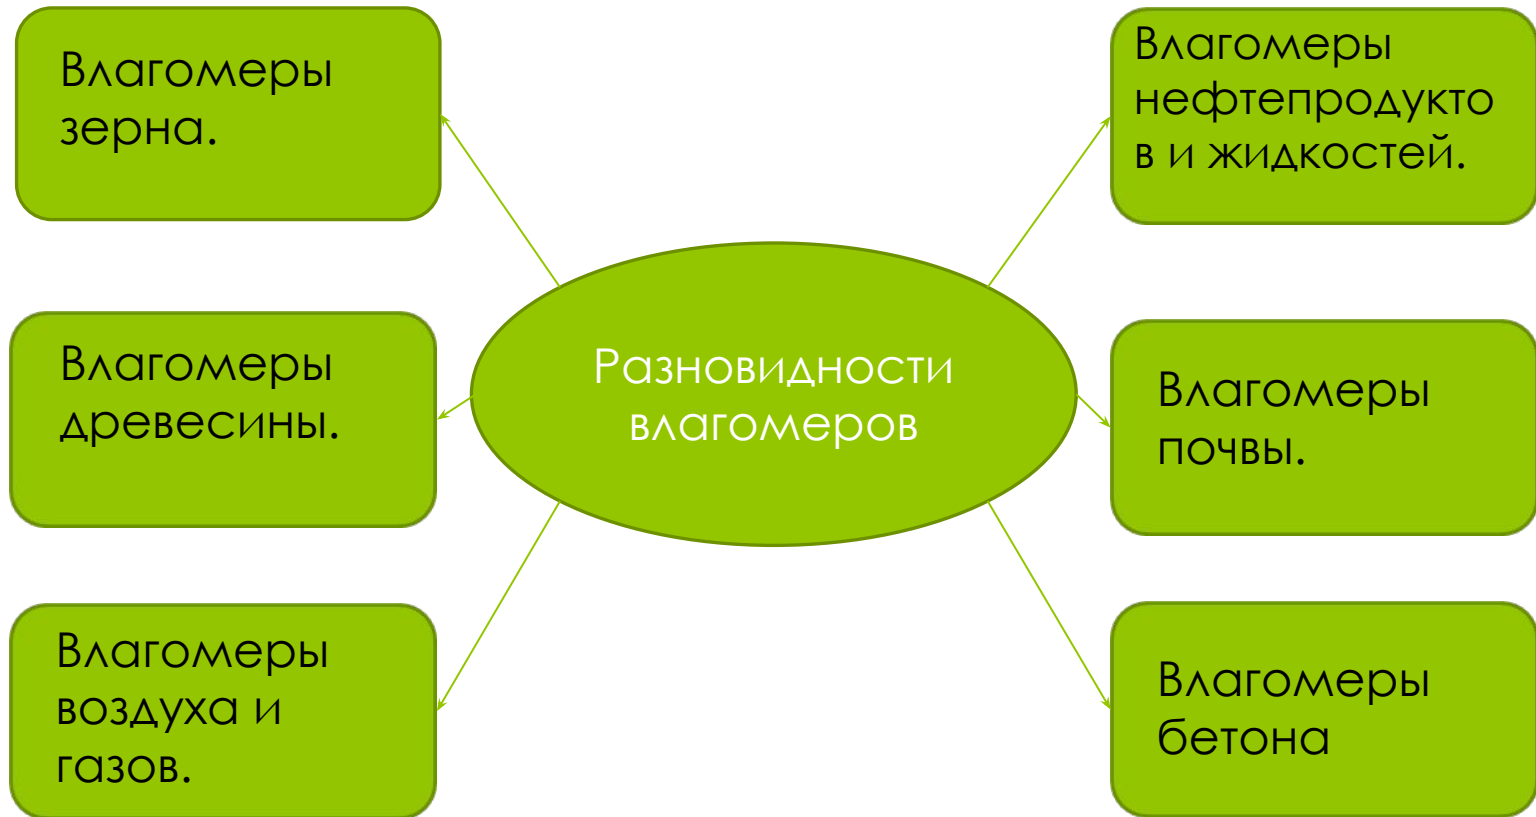 Влагомеры
зерна.
Влагомеры
нефтепродукто
в и жидкостей.
Влагомеры
древесины.
Разновидности
влагомеров
Влагомеры
почвы.
Влагомеры
воздуха и
газов.
Влагомеры
бетона